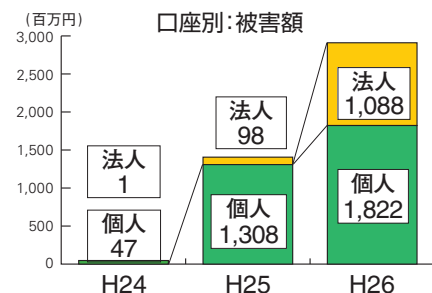 (百万円)
口座別:被害額
3,000
2,500
2,000
1,500
1,000
500
0
法人
1
個人
47
法人
98
個人
1,308
法人
1,088
個人
1,822
H24
H25
H26